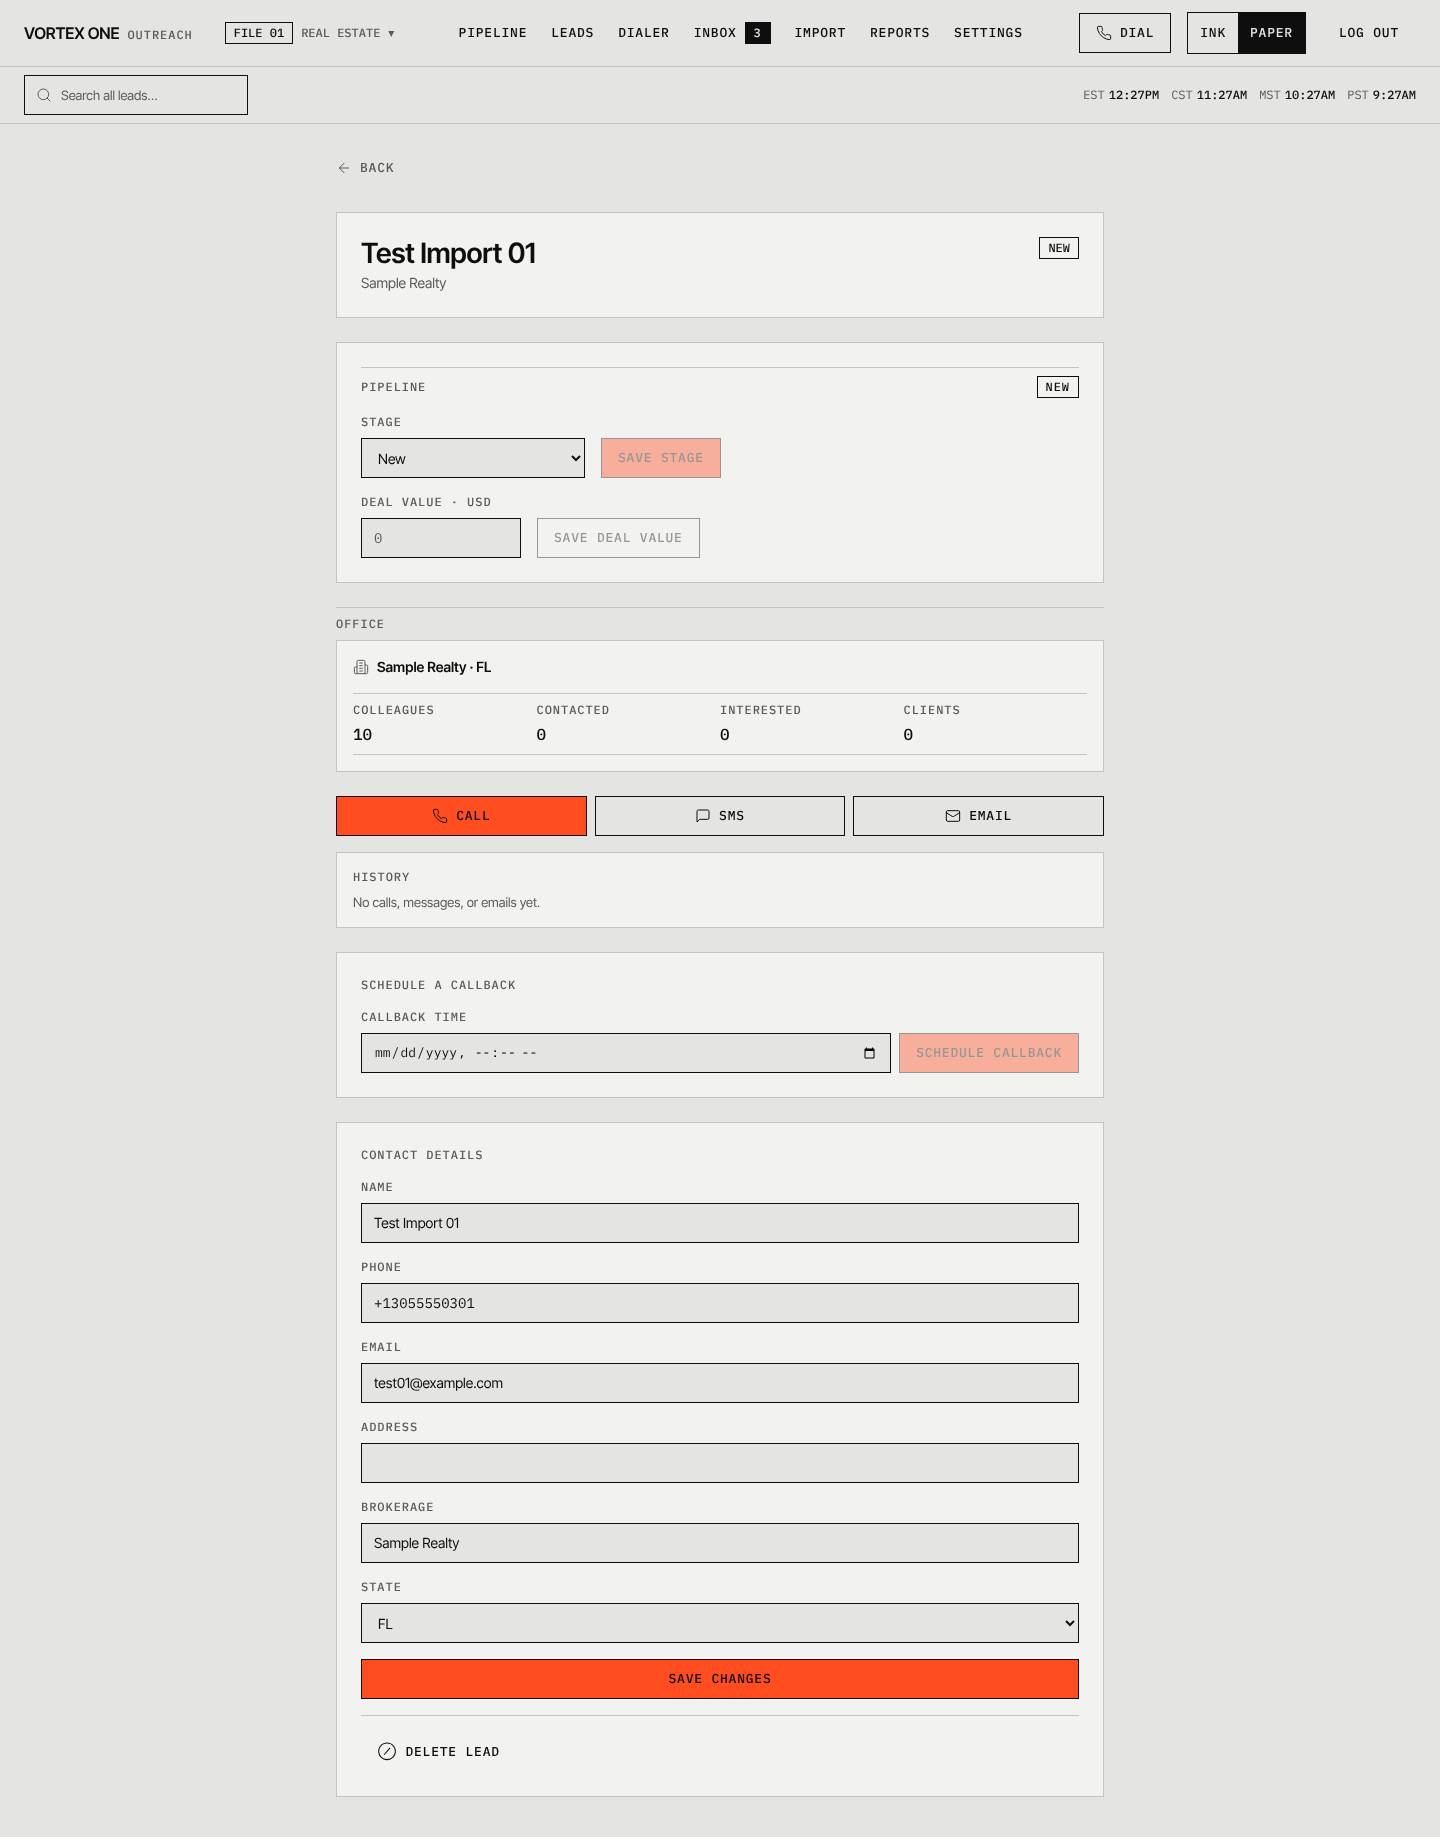 VORTEX ONE OUTREACH FILE 01 REAL ESTATE ▾ PIPELINE LEADS DIALER INBOX 3 IMPORT REPORTS SETTINGS DIAL INK PAPER LOG OUT
Search all leads... EST 12:27PM CST 11:27AM MST 10:27AM PST 9:27AM
BACK
Test Import 01 NEW
Sample Realty
PIPELINE NEW
STAGE
New SAVE STAGE
DEAL VALUE · USD
0 SAVE DEAL VALUE
OFFICE
Sample Realty · FL
COLLEAGUES CONTACTED INTERESTED CLIENTS
10 0 0 0
CALL SMS EMAIL
HISTORY
No calls, messages, or emails yet.
SCHEDULE A CALLBACK
CALLBACK TIME
mm/dd/yyyy, --:-- -- SCHEDULE CALLBACK
CONTACT DETAILS
NAME
Test Import 01
PHONE
+13055550301
EMAIL
test01@example.com
ADDRESS
BROKERAGE
Sample Realty
STATE
FL
SAVE CHANGES
DELETE LEAD